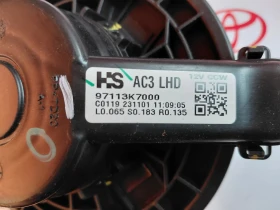 HS AC3 LHD
12V CCW
97113K7000
C0119 231101 11:09:05
L0.065 S0.183 R0.135